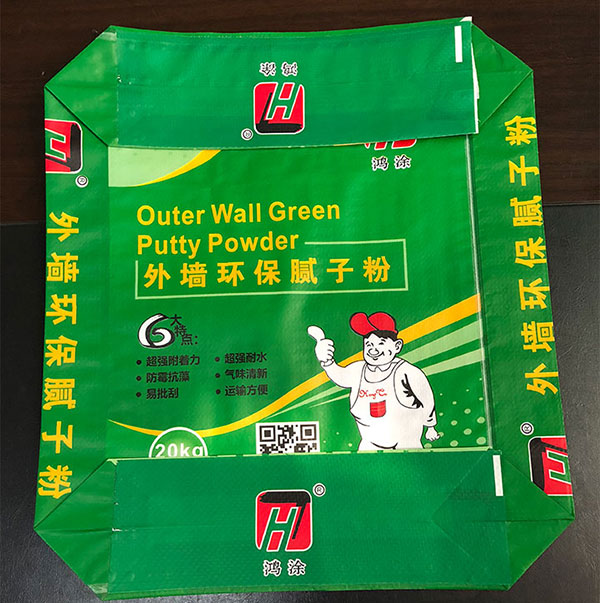 鸿涂
H
®
鸿涂
Outer Wall Green
Putty Powder
外墙环保腻子粉
6大特点:
• 超强附着力
• 超强耐水
• 防霉抗藻
• 气味清新
• 易批刮
• 运输方便
20kg
外墙环保腻子粉
外墙环保腻子粉
H
®
鸿涂